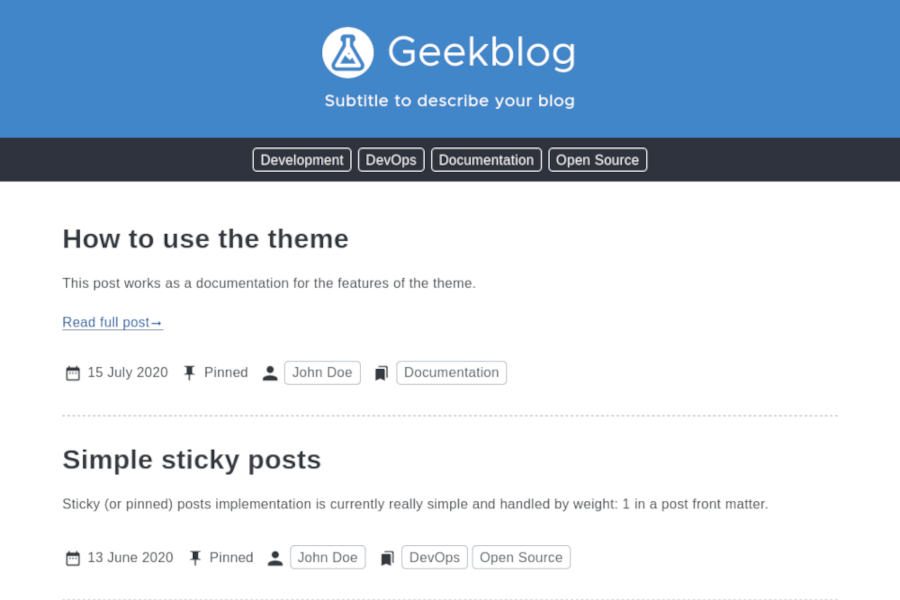 Geekblog
Subtitle to describe your blog
Development DevOps Documentation Open Source
How to use the theme
This post works as a documentation for the features of the theme.
Read full post→
15 July 2020 Pinned John Doe Documentation
Simple sticky posts
Sticky (or pinned) posts implementation is currently really simple and handled by weight: 1 in a post front matter.
13 June 2020 Pinned John Doe DevOps Open Source